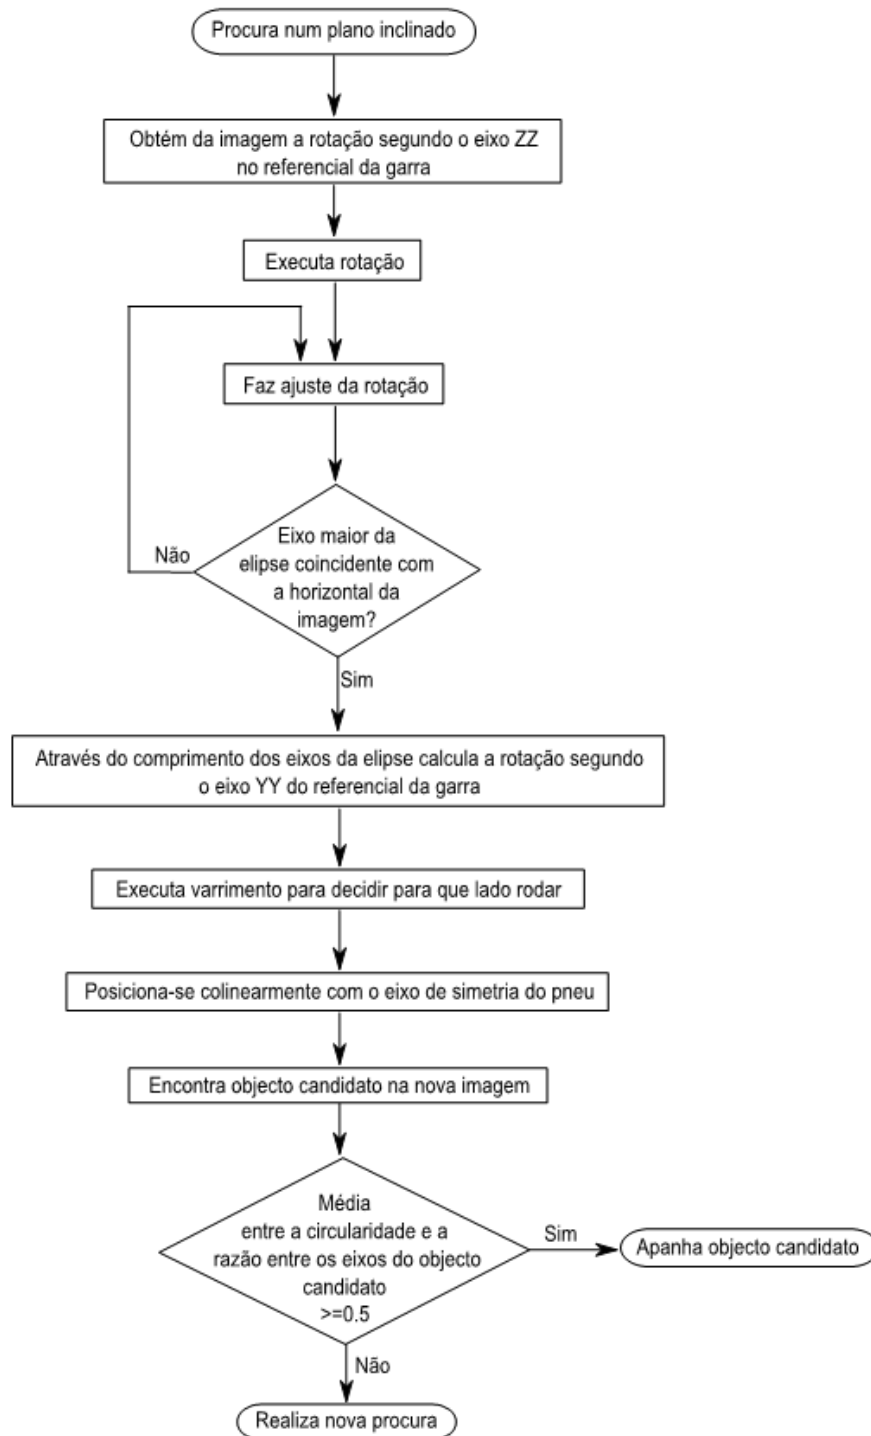 Procura num plano inclinado
Obtém da imagem a rotação segundo o eixo ZZ
no referencial da garra
Executa rotação
Faz ajuste da rotação
Eixo maior da
elipse coincidente com
a horizontal da
imagem?
Não
Sim
Através do comprimento dos eixos da elipse calcula a rotação segundo
o eixo YY do referencial da garra
Executa varrimento para decidir para que lado rodar
Posiciona-se colinearmente com o eixo de simetria do pneu
Encontra objecto candidato na nova imagem
Média
entre a circularidade e a
razão entre os eixos do objecto
candidato
>=0.5
Sim
Apanha objecto candidato
Não
Realiza nova procura